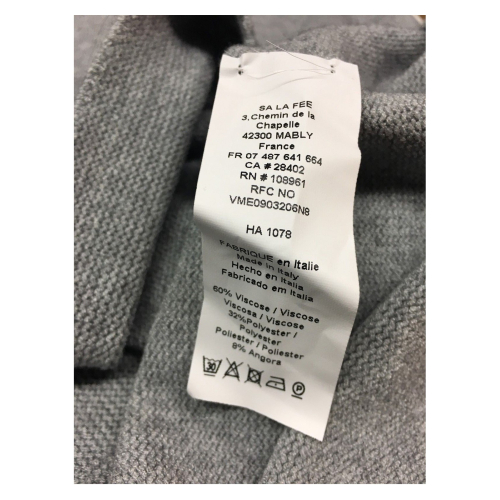 SA LA FÉE
3,Chemin de la
Chapelle
42300 MABLY
France
FR 07 487 641 664
CA # 28402
RN # 108961
RFC NO
VME0903206N8
HA 1078
FABRIQUE en Italie
Made in Italy
Hecho en Italia
Fabricado em Italia
60% Viscose / Viscose
Viscosa / Viscose
32%Polyester /
Polyester
Poliester / Poliester
8% Angora
30
P